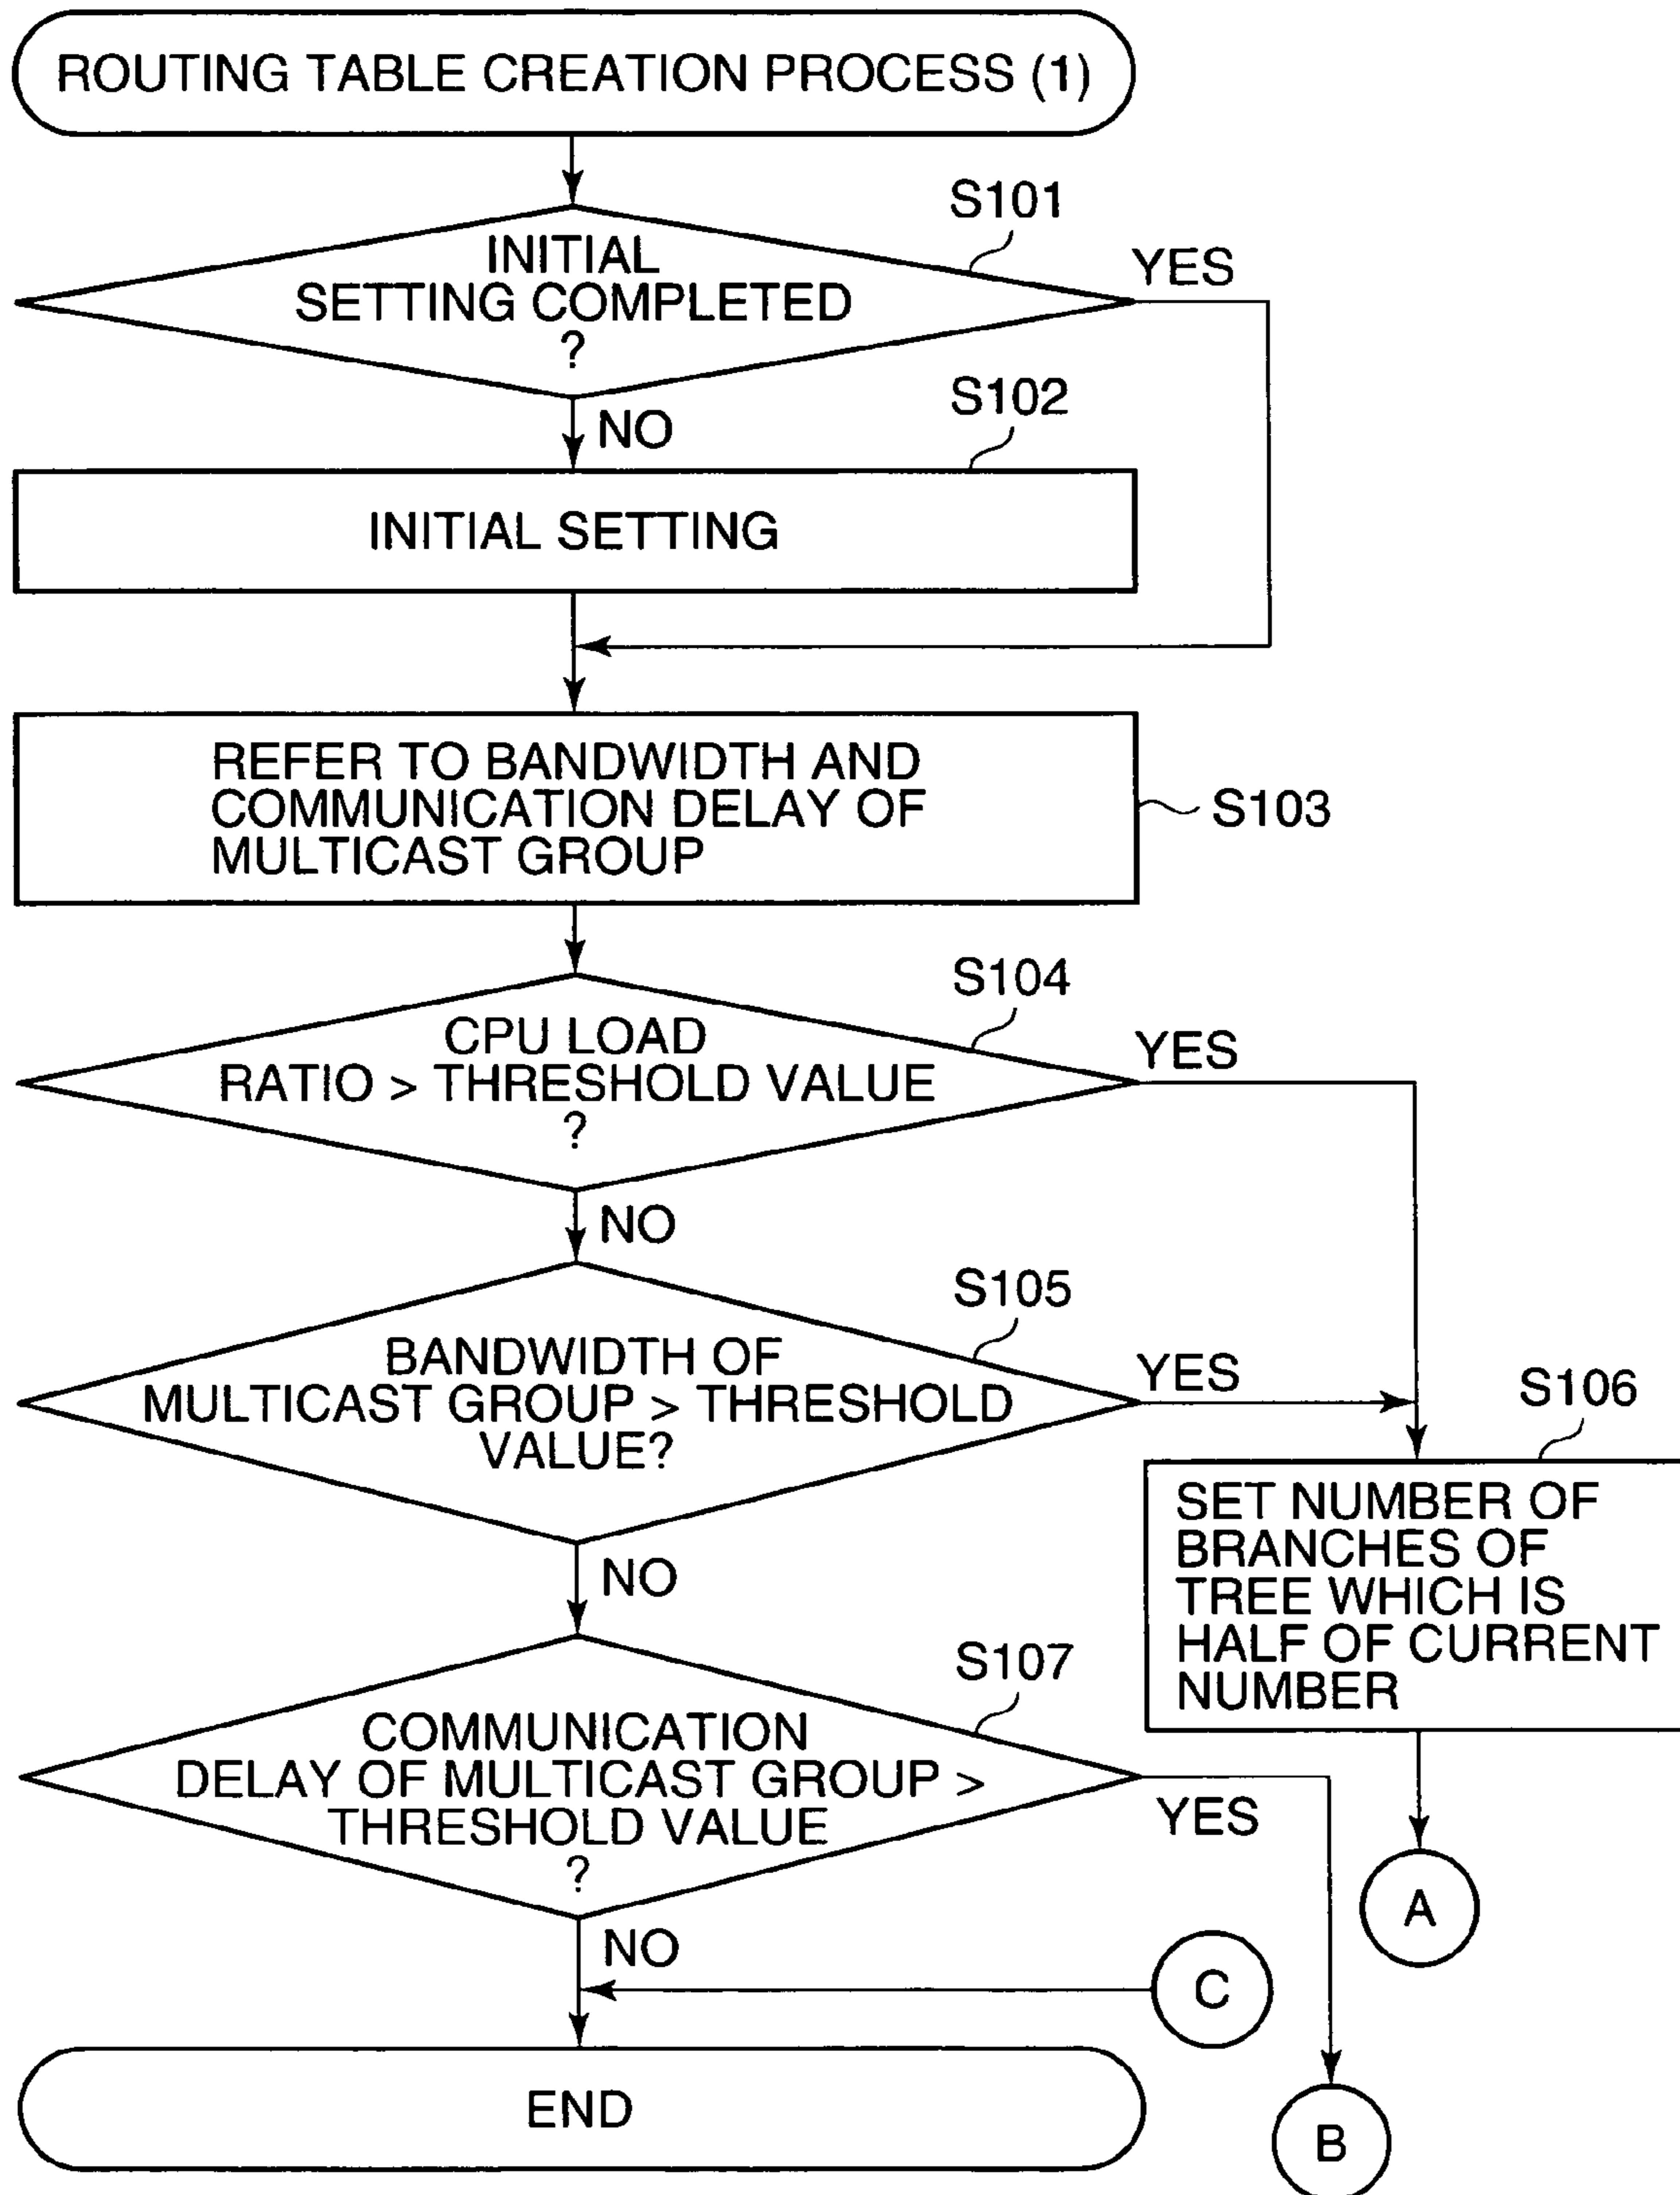 ROUTING TABLE CREATION PROCESS (1)
S101
INITIAL
SETTING COMPLETED
?
YES
NO
S102
INITIAL SETTING
REFER TO BANDWIDTH AND
COMMUNICATION DELAY OF
MULTICAST GROUP
S103
S104
CPU LOAD
RATIO > THRESHOLD VALUE
?
YES
NO
S105
BANDWIDTH OF
MULTICAST GROUP > THRESHOLD
VALUE?
YES
NO
S106
SET NUMBER OF
BRANCHES OF
TREE WHICH IS
HALF OF CURRENT
NUMBER
S107
COMMUNICATION
DELAY OF MULTICAST GROUP >
THRESHOLD VALUE
?
YES
NO
A
C
END
B